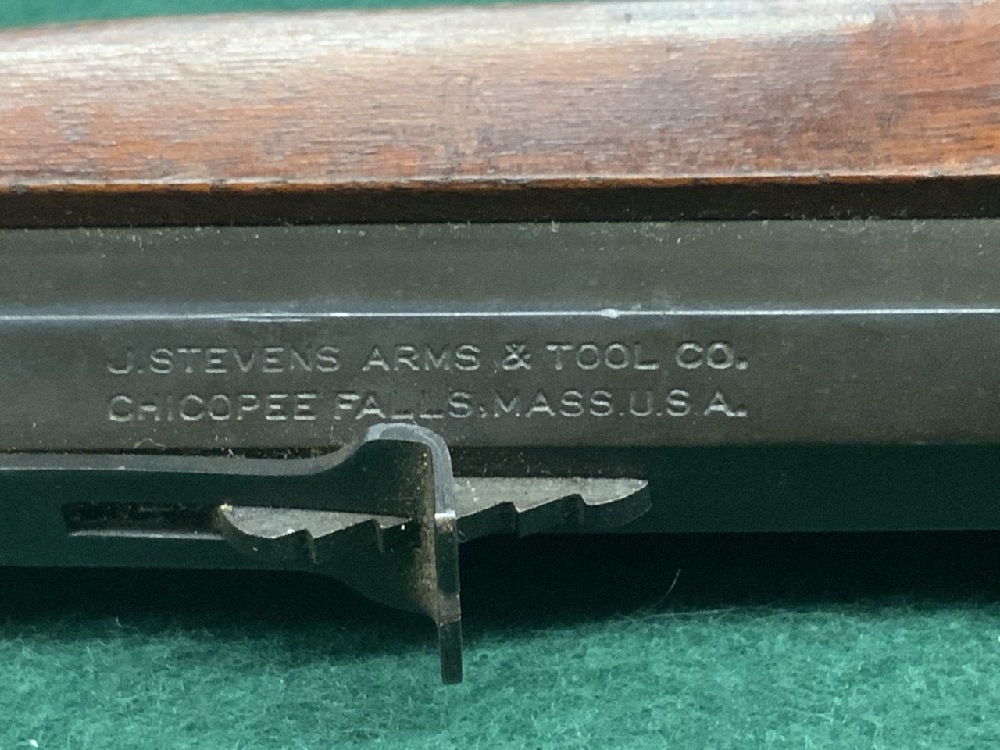 J.STEVENS ARMS & TOOL CO.
CHICOPEE FALLS.MASS.U.S.A.